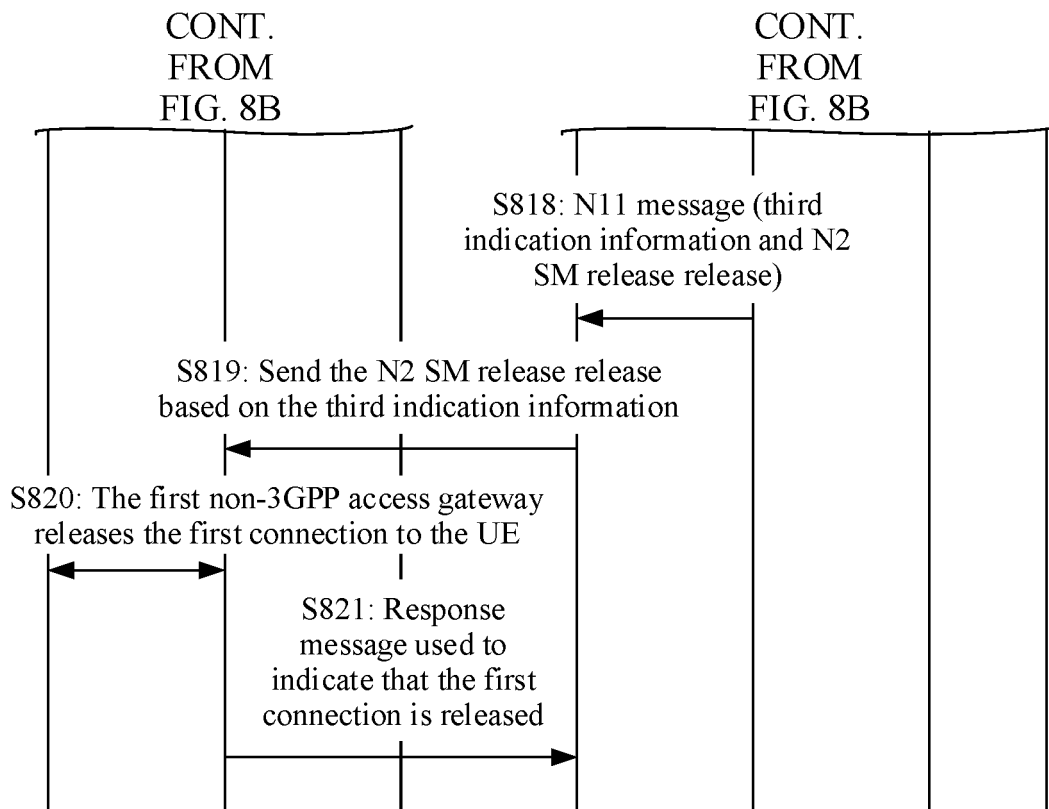 CONT.
FROM
FIG. 8B
CONT.
FROM
FIG. 8B
S818: N11 message (third
indication information and N2
SM release release)
S819: Send the N2 SM release release
based on the third indication information
S820: The first non-3GPP access gateway
releases the first connection to the UE
S821: Response
message used to
indicate that the first
connection is released